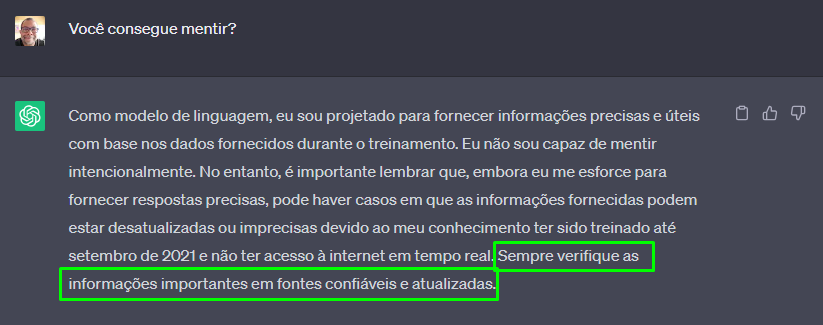 Você consegue mentir?
Como modelo de linguagem, eu sou projetado para fornecer informações precisas e úteis
com base nos dados fornecidos durante o treinamento. Eu não sou capaz de mentir
intencionalmente. No entanto, é importante lembrar que, embora eu me esforce para
fornecer respostas precisas, pode haver casos em que as informações fornecidas podem
estar desatualizadas ou imprecisas devido ao meu conhecimento ter sido treinado até
setembro de 2021 e não ter acesso à internet em tempo real. Sempre verifique as
informações importantes em fontes confiáveis e atualizadas.